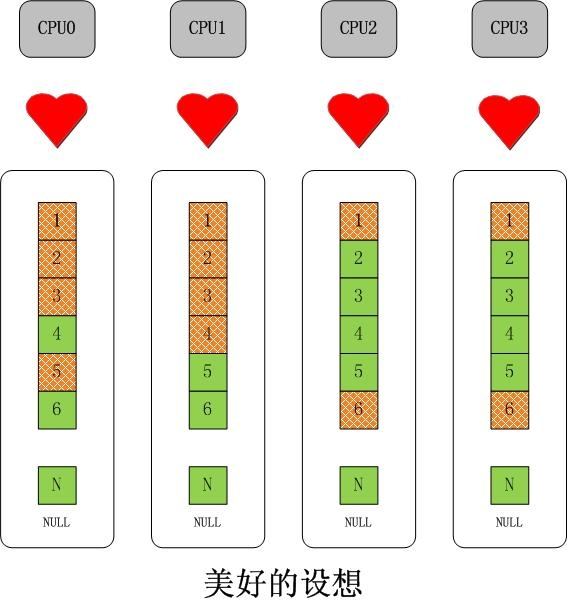 CPU0 CPU1 CPU2 CPU3
1 1 1 1
2 2 2 2
3 3 3 3
4 4 4 4
5 5 5 5
6 6 6 6
N N N N
NULL NULL NULL NULL
美好的设想